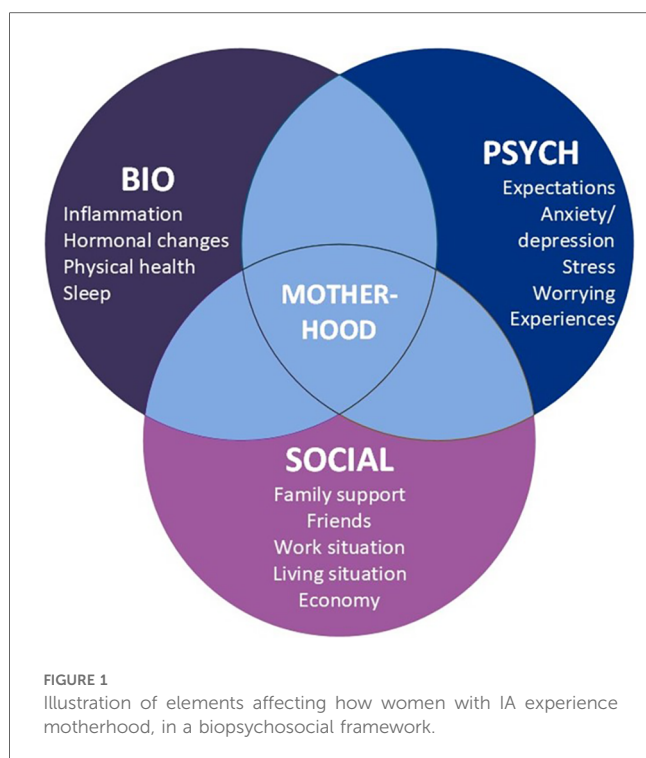 BIO
Inflammation
Hormonal changes
Physical health
Sleep
PSYCH
Expectations
Anxiety/
depression
Stress
Worrying
Experiences
MOTHER-
HOOD
SOCIAL
Family support
Friends
Work situation
Living situation
Economy
FIGURE 1
Illustration of elements affecting how women with IA experience
motherhood, in a biopsychosocial framework.